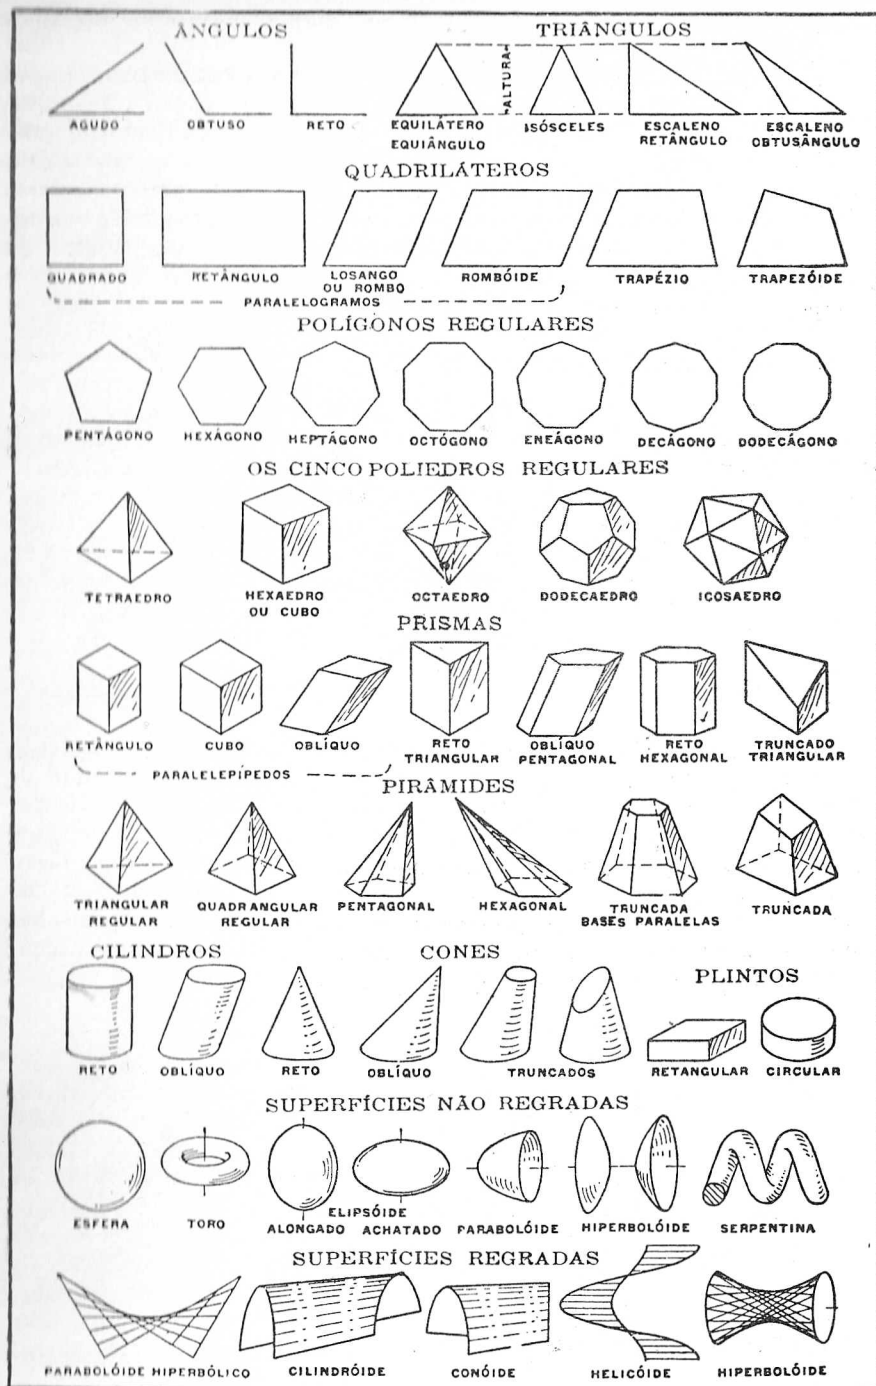 ÂNGULOS
TRIÂNGULOS
ALTURA
AGUDO
OBTUSO
RETO
EQUILÁTERO
EQUIÂNGULO
ISÓSCELES
ESCALENO
RETÂNGULO
ESCALENO
OBTUSÂNGULO
QUADRILÁTEROS
QUADRADO
RETÂNGULO
LOSANGO
OU ROMBO
ROMBÓIDE
TRAPÉZIO
TRAPEZÓIDE
PARALELOGRAMOS
POLÍGONOS REGULARES
PENTÁGONO
HEXÁGONO
HEPTÁGONO
OCTÓGONO
ENEÁGONO
DECÁGONO
DODECÁGONO
OS CINCO POLIEDROS REGULARES
TETRAEDRO
HEXAEDRO
OU CUBO
OCTAEDRO
DODECAEDRO
ICOSAEDRO
PRISMAS
RETÂNGULO
CUBO
OBLÍQUO
RETO
TRIANGULAR
OBLÍQUO
PENTAGONAL
RETO
HEXAGONAL
TRUNCADO
TRIANGULAR
PARALELEPÍPEDOS
PIRÂMIDES
TRIANGULAR
REGULAR
QUADRANGULAR
REGULAR
PENTAGONAL
HEXAGONAL
TRUNCADA
BASES PARALELAS
TRUNCADA
CILINDROS
CONES
PLINTOS
RETO
OBLÍQUO
RETO
OBLÍQUO
TRUNCADOS
RETANGULAR
CIRCULAR
SUPERFÍCIES NÃO REGRADAS
ESFERA
TORO
ELIPSÓIDE
ALONGADO
ACHATADO
PARABOLÓIDE
HIPERBOLÓIDE
SERPENTINA
SUPERFÍCIES REGRADAS
PARABOLÓIDE HIPERBÓLICO
CILINDRÓIDE
CONÓIDE
HELICÓIDE
HIPERBOLÓIDE